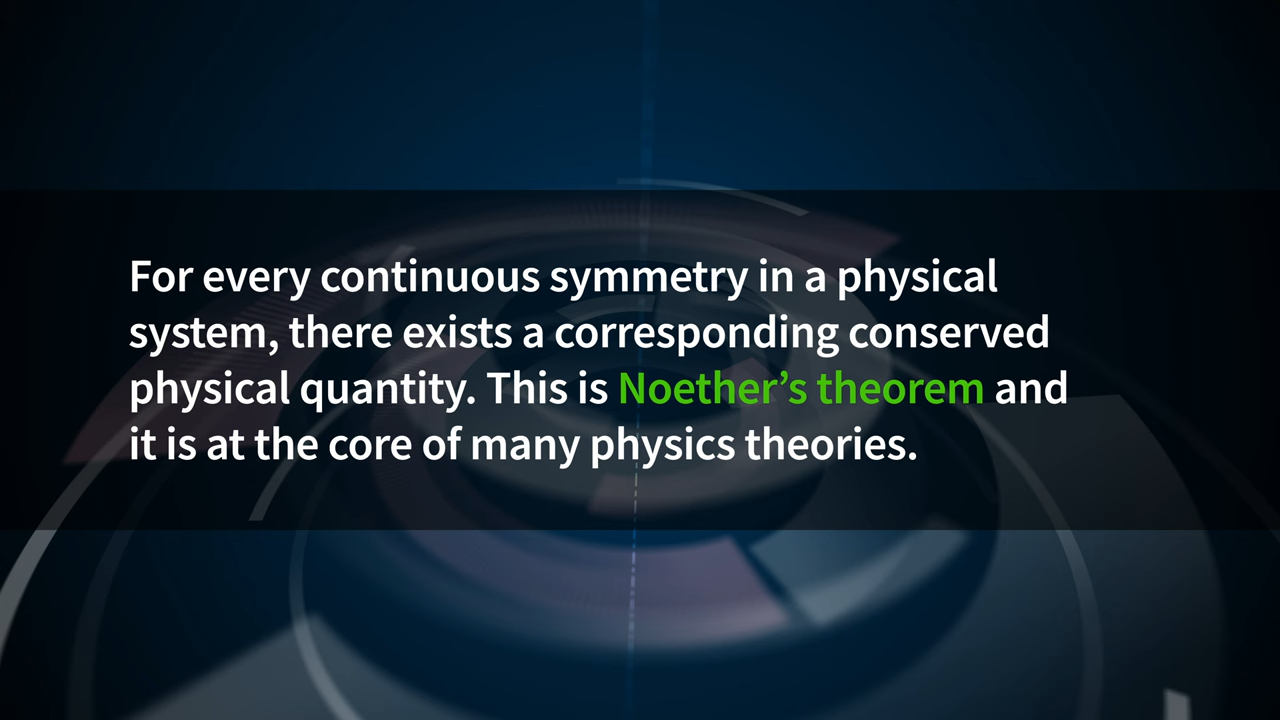 For every continuous symmetry in a physical
system, there exists a corresponding conserved
physical quantity. This is Noether’s theorem and
it is at the core of many physics theories.